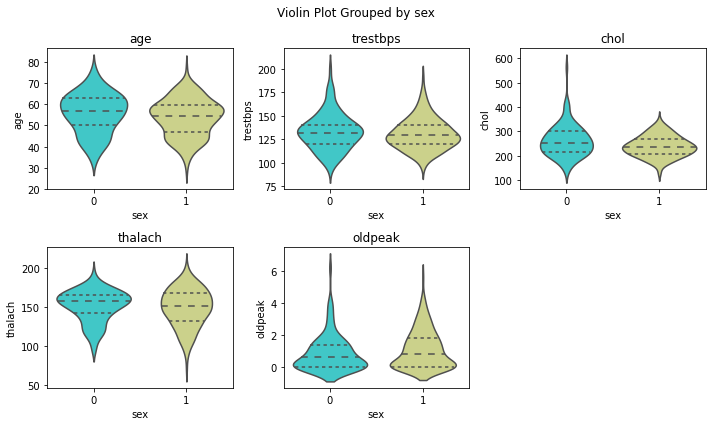 Violin Plot Grouped by sex
age
80
70
60
50
40
30
20
age
0 1
sex
trestbps
200
175
150
125
100
75
trestbps
0 1
sex
chol
600
500
400
300
200
100
chol
0 1
sex
thalach
200
150
100
50
thalach
0 1
sex
oldpeak
6
4
2
0
oldpeak
0 1
sex